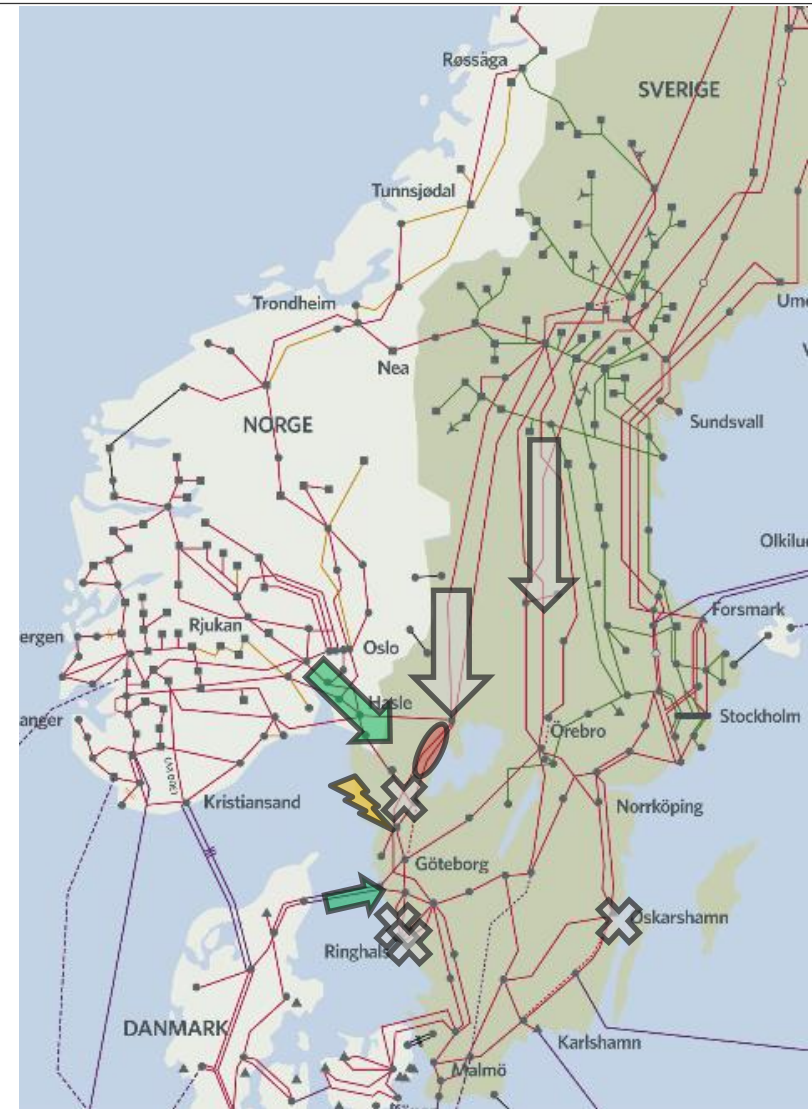 Røssåga
SVERIGE
Tunnsjødal
Trondheim
Ume
Nea
NORGE
Sundsvall
Olkiluo
Forsmark
ergen
Rjukan
Oslo
Hasle
anger
Stockholm
Örebro
Kristiansand
Norrköping
Göteborg
Oskarshamn
Ringhals
DANMARK
Karlshamn
Malmö